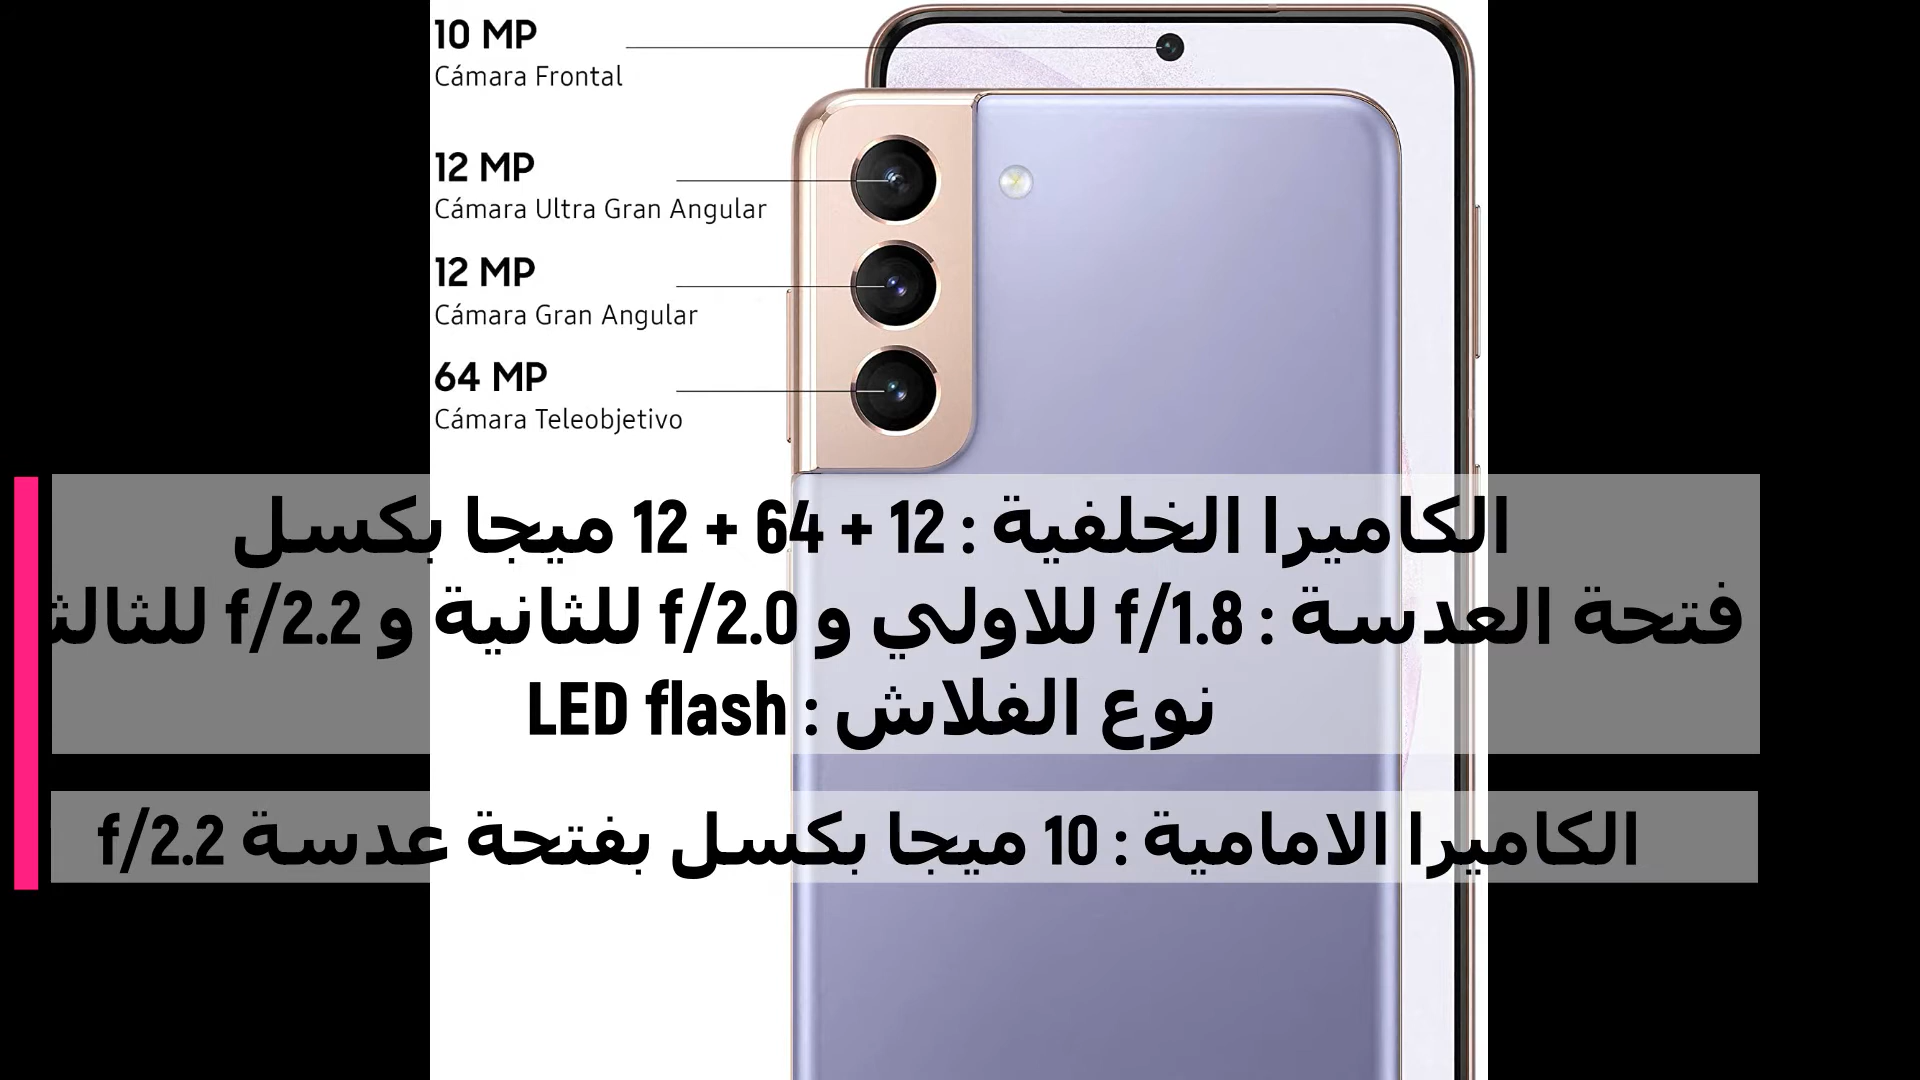 10 MP
Cámara Frontal
12 MP
Cámara Ultra Gran Angular
12 MP
Cámara Gran Angular
64 MP
Cámara Teleobjetivo
الكاميرا الخلفية : 12 + 64 + 12 ميجا بكسل
فتحة العدسة : f/1.8 للاولي و f/2.0 للثانية و f/2.2
نوع الفلاش : LED flash
الكاميرا الامامية : 10 ميجا بكسل بفتحة عدسة f/2.2